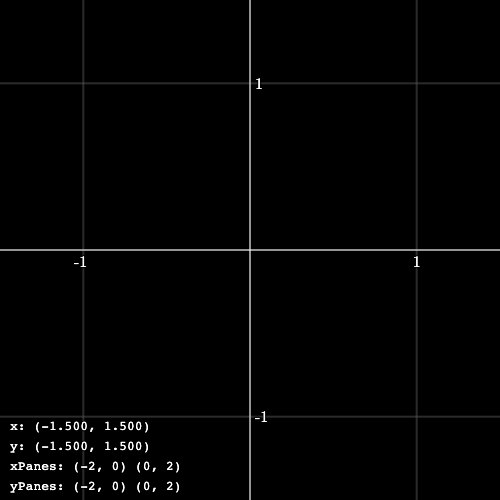 1
-1
1
-1
x: (-1.500, 1.500)
y: (-1.500, 1.500)
xPanes: (-2, 0) (0, 2)
yPanes: (-2, 0) (0, 2)